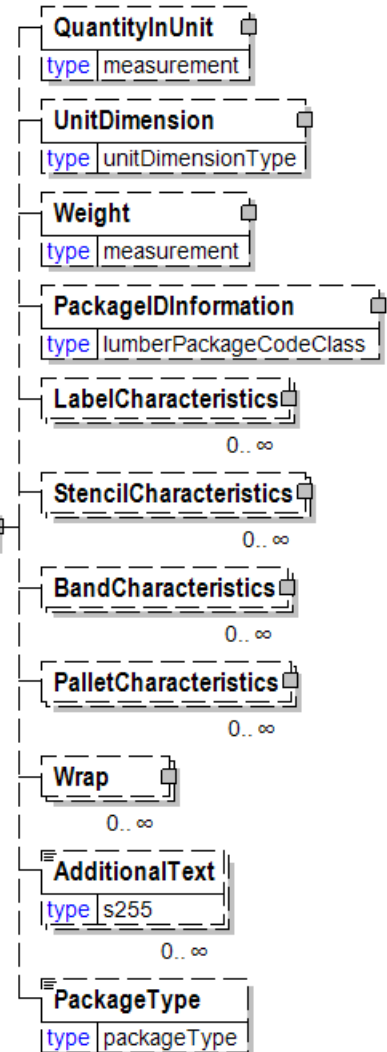 QuantityInUnit
type measurement
UnitDimension
type unitDimensionType
Weight
type measurement
PackageIDInformation
type lumberPackageCodeClass
LabelCharacteristics
0.. ∞
StencilCharacteristics
0.. ∞
BandCharacteristics
0.. ∞
PalletCharacteristics
0.. ∞
Wrap
0.. ∞
AdditionalText
type s255
0.. ∞
PackageType
type packageType